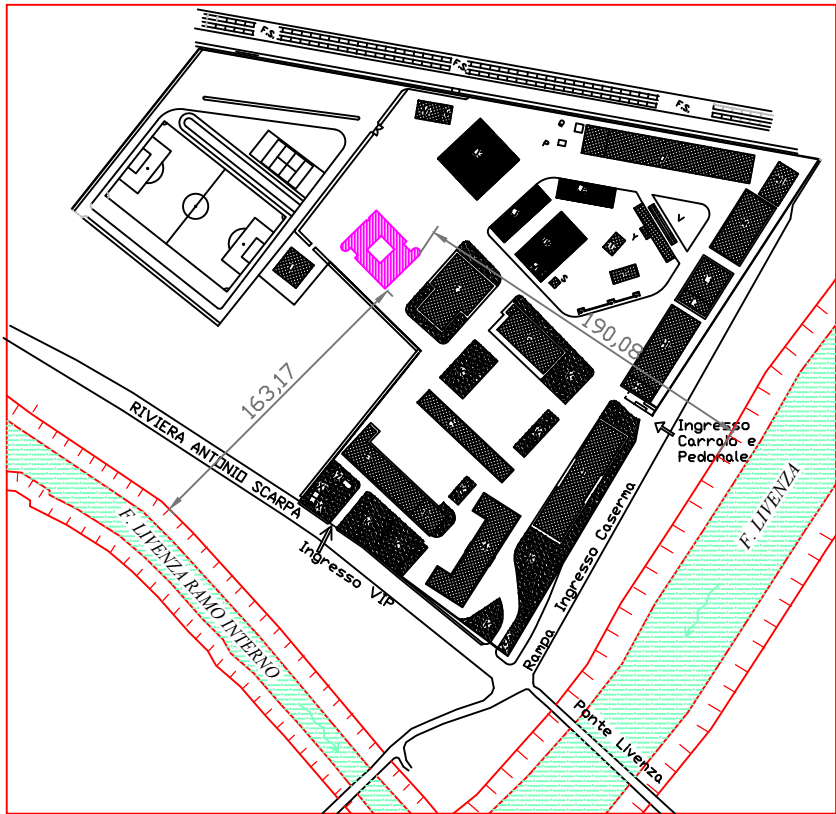 F.S.
F.S.
F.S.
Q
P
V
Y
S
190,08
163,17
RIVIERA ANTONIO SCARPA
Ingresso
Carraio e
Pedonale
F. LIVENZA
F. LIVENZA RAMO INTERNO
Ingresso VIP
Rampa Ingresso Caserma
Ponte Livenza